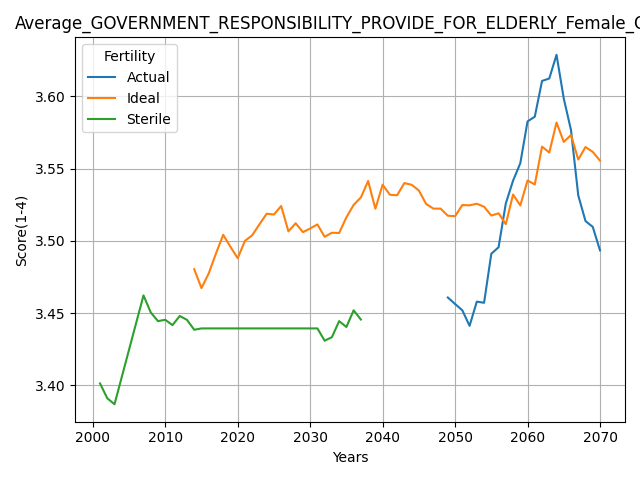 Average_GOVERNMENT_RESPONSIBILITY_PROVIDE_FOR_ELDERLY_Female_
Fertility
Actual
Ideal
Sterile
Score(1-4)
3.60
3.55
3.50
3.45
3.40
2000 2010 2020 2030 2040 2050 2060 2070
Years